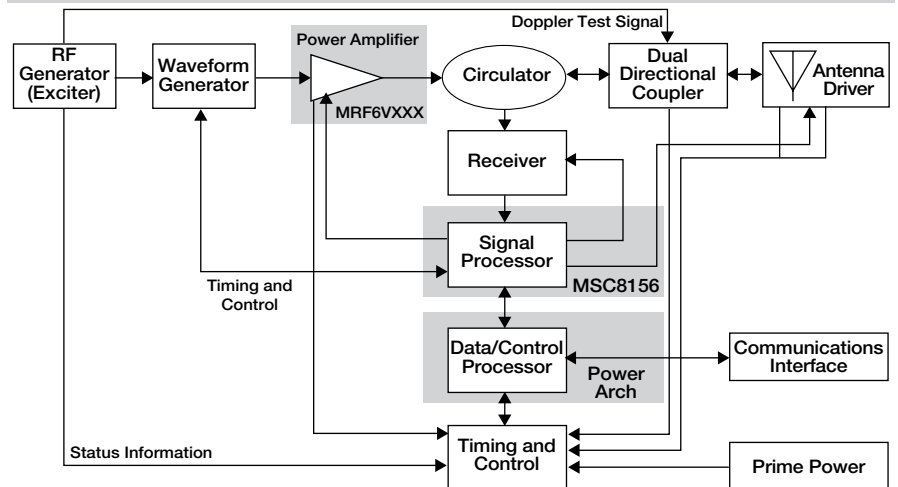 Doppler Test Signal
RF
Generator
(Exciter)
Waveform
Generator
Power Amplifier
MRF6VXXX
Circulator
Dual
Directional
Coupler
Antenna
Driver
Receiver
Signal
Processor
MSC8156
Timing and
Control
Data/Control
Processor
Power
Arch
Communications
Interface
Status Information
Timing and
Control
Prime Power